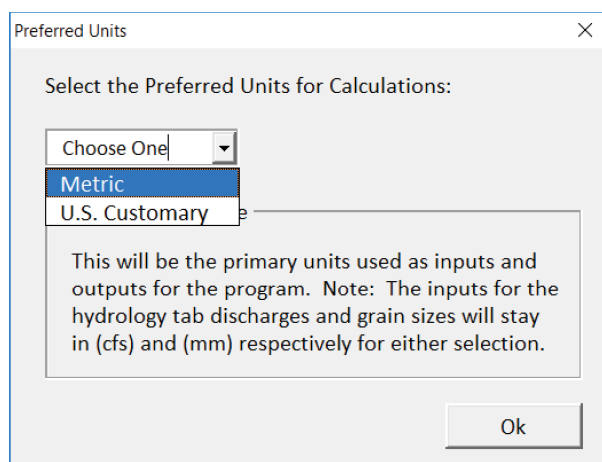 Preferred Units
Select the Preferred Units for Calculations:
Choose One
Metric
U.S. Customary
This will be the primary units used as inputs and
outputs for the program. Note: The inputs for the
hydrology tab discharges and grain sizes will stay
in (cfs) and (mm) respectively for either selection.
Ok